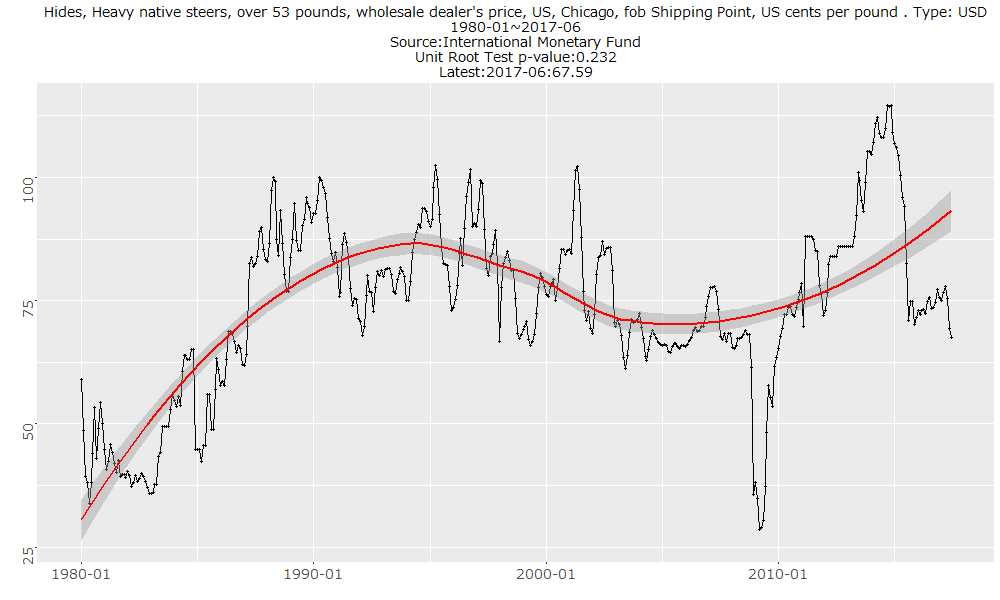 Hides, Heavy native steers, over 53 pounds, wholesale dealer's price, US, Chicago, fob Shipping Point, US cents per pound . Type: USD
1980-01~2017-06
Source:International Monetary Fund
Unit Root Test p-value:0.232
Latest:2017-06:67.59
100
75
50
25
1980-01
1990-01
2000-01
2010-01